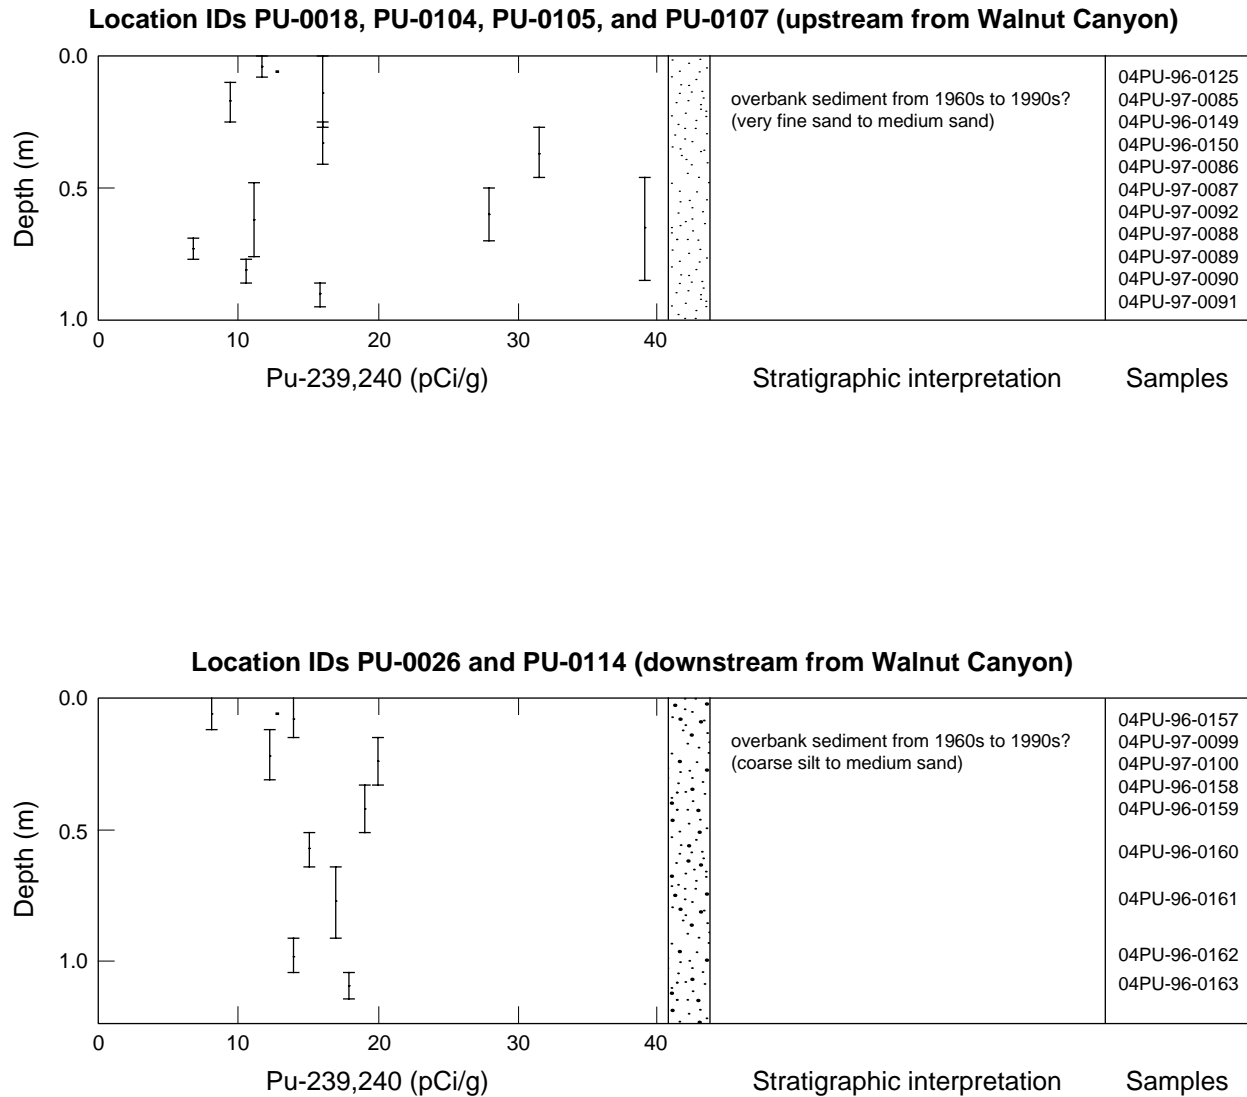 Location IDs PU-0018, PU-0104, PU-0105, and PU-0107 (upstream from Walnut Canyon)
0.0
0.5
1.0
Depth (m)
0 10 20 30 40
Pu-239,240 (pCi/g)
overbank sediment from 1960s to 1990s?
(very fine sand to medium sand)
Stratigraphic interpretation
04PU-96-0125
04PU-97-0085
04PU-96-0149
04PU-96-0150
04PU-97-0086
04PU-97-0087
04PU-97-0092
04PU-97-0088
04PU-97-0089
04PU-97-0090
04PU-97-0091
Samples
Location IDs PU-0026 and PU-0114 (downstream from Walnut Canyon)
0.0
0.5
1.0
Depth (m)
0 10 20 30 40
Pu-239,240 (pCi/g)
overbank sediment from 1960s to 1990s?
(coarse silt to medium sand)
Stratigraphic interpretation
04PU-96-0157
04PU-97-0099
04PU-97-0100
04PU-96-0158
04PU-96-0159
04PU-96-0160
04PU-96-0161
04PU-96-0162
04PU-96-0163
Samples